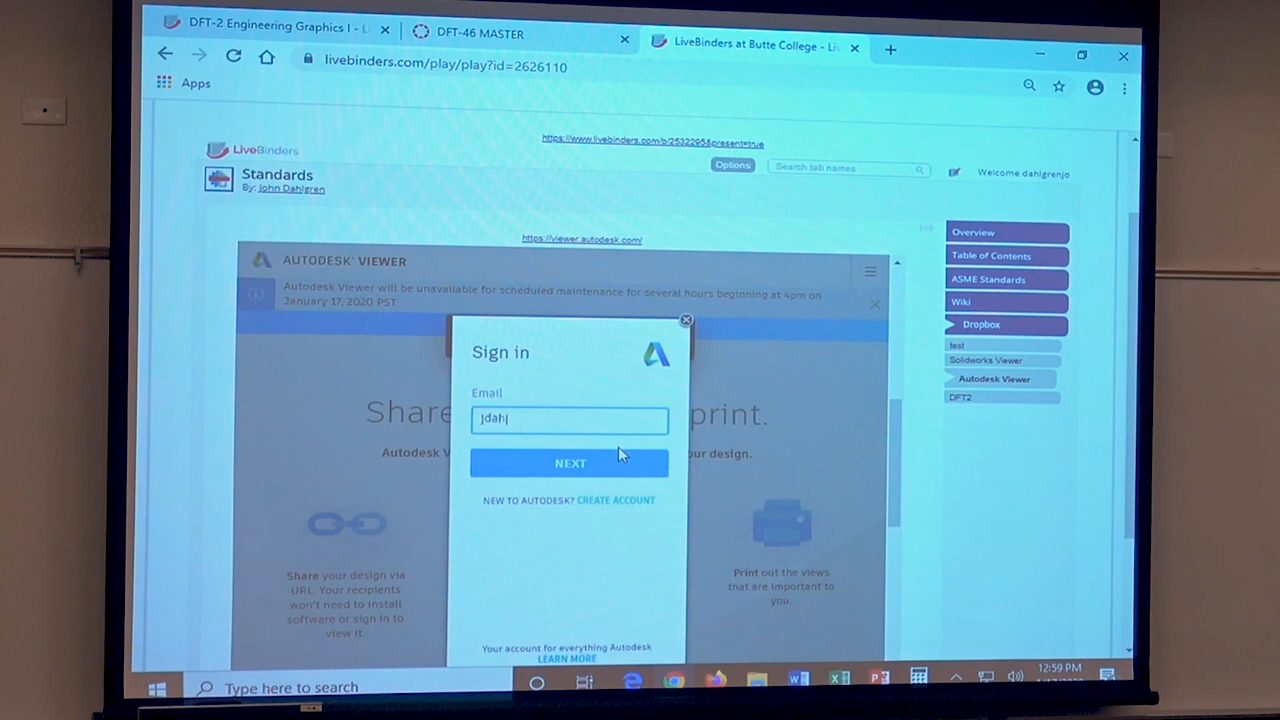 DFT-2 Engineering Graphics I - Li
DFT-46 MASTER
LiveBinders at Butte College - Liv
livebinders.com/play/play?id=2626110
Apps
https://www.livebinders.com/b/2532295&present=true
LiveBinders
Options
Search tab names
Welcome dahlgrenjo
Standards
By: John Dahlgren
https://viewer.autodesk.com/
Overview
Table of Contents
ASME Standards
Wiki
Dropbox
test
Solidworks Viewer
Autodesk Viewer
DFT2
AUTODESK® VIEWER
Autodesk Viewer will be unavailable for scheduled maintenance for several hours beginning at 4pm on
January 17, 2020 PST.
Sign in
Email
jdah
NEXT
NEW TO AUTODESK? CREATE ACCOUNT
Share
print.
Autodesk V
our design.
Share your design via
URL. Your recipients
won't need to install
software or sign in to
view it.
Print out the views
that are important to
you.
Your account for everything Autodesk
LEARN MORE
Type here to search
12:59 PM